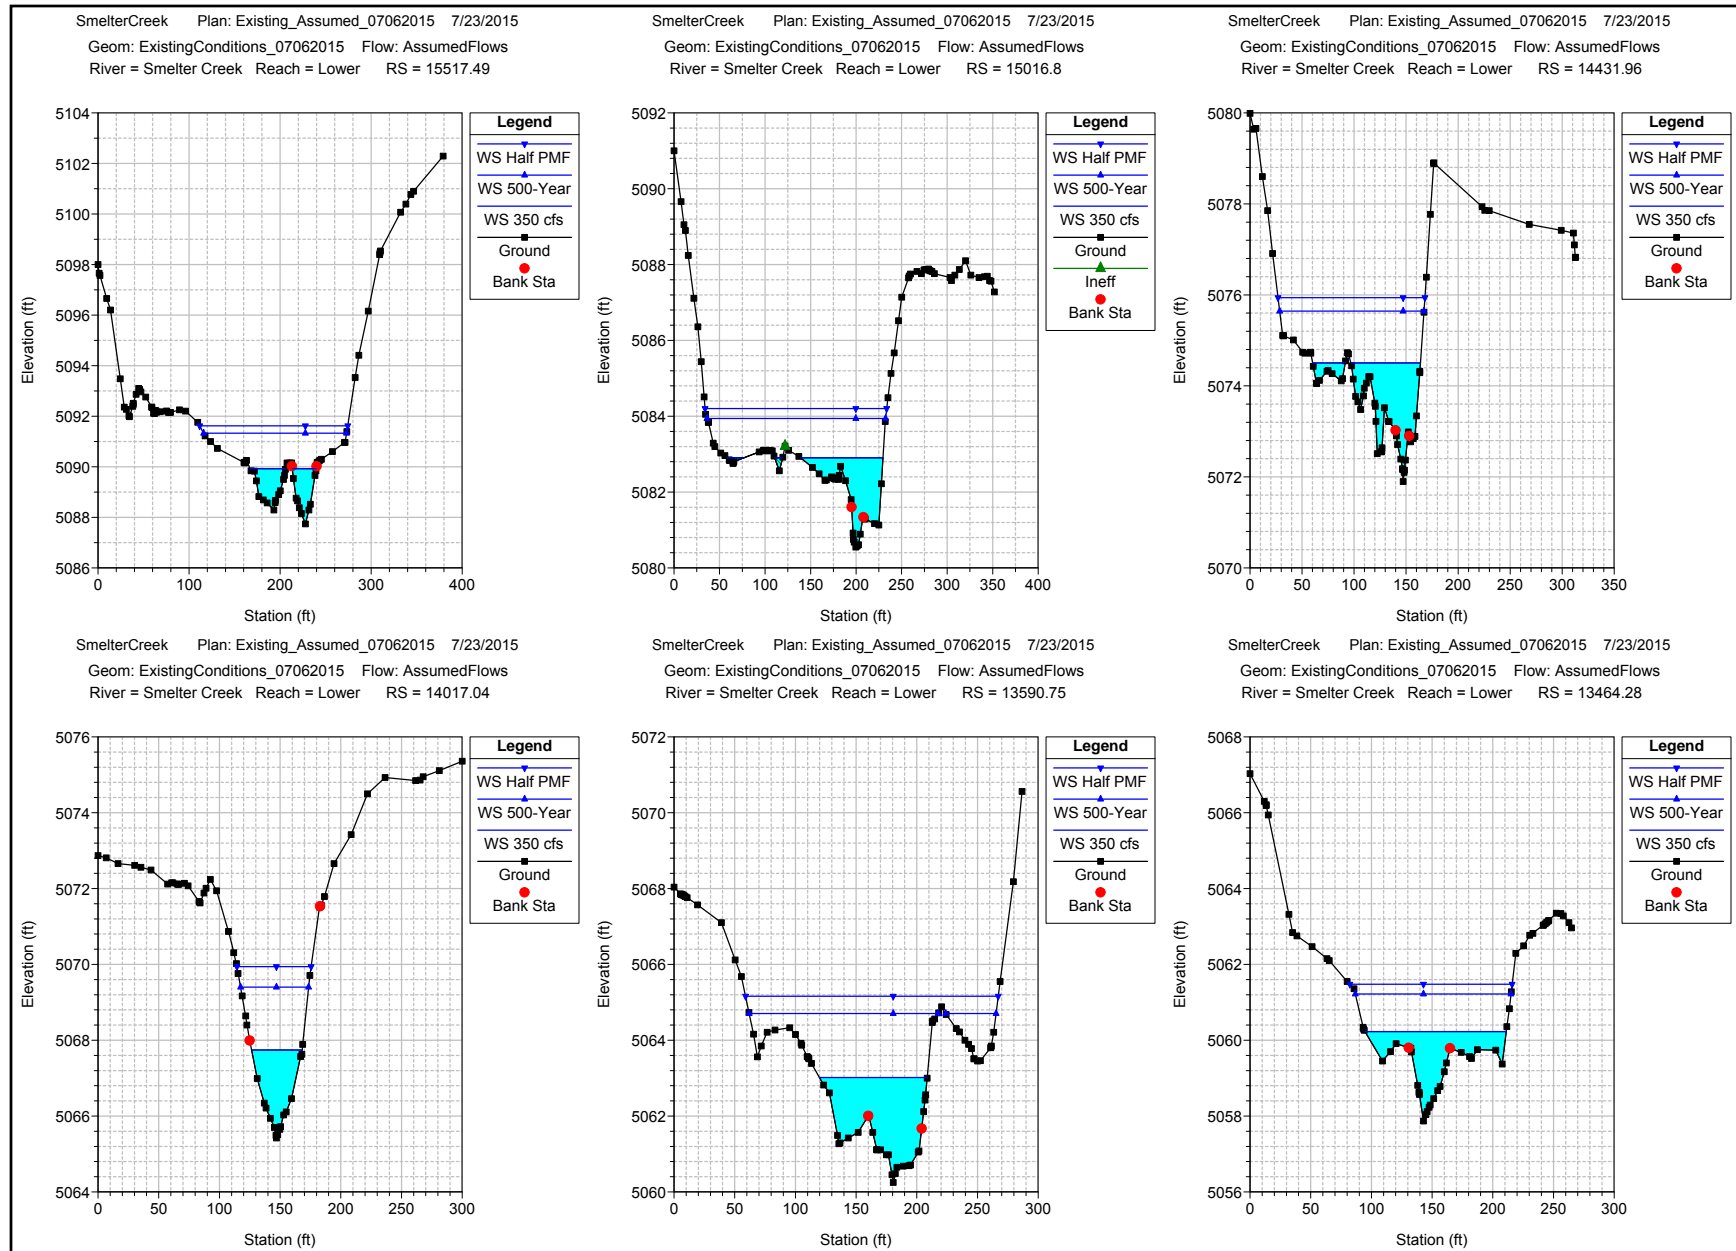 SmelterCreek Plan: Existing_Assumed_07062015 7/23/2015
Geom: ExistingConditions_07062015 Flow: AssumedFlows
River = Smelter Creek Reach = Lower RS = 15517.49
5104
5102
5100
5098
5096
5094
5092
5090
5088
5086
0 100 200 300 400
Station (ft)
Elevation (ft)
Legend
WS Half PMF
WS 500-Year
WS 350 cfs
Ground
Bank Sta
SmelterCreek Plan: Existing_Assumed_07062015 7/23/2015
Geom: ExistingConditions_07062015 Flow: AssumedFlows
River = Smelter Creek Reach = Lower RS = 15016.8
5092
5090
5088
5086
5084
5082
5080
0 50 100 150 200 250 300 350 400
Station (ft)
Elevation (ft)
Legend
WS Half PMF
WS 500-Year
WS 350 cfs
Ground
Ineff
Bank Sta
SmelterCreek Plan: Existing_Assumed_07062015 7/23/2015
Geom: ExistingConditions_07062015 Flow: AssumedFlows
River = Smelter Creek Reach = Lower RS = 14431.96
5080
5078
5076
5074
5072
5070
0 50 100 150 200 250 300 350
Station (ft)
Elevation (ft)
Legend
WS Half PMF
WS 500-Year
WS 350 cfs
Ground
Bank Sta
SmelterCreek Plan: Existing_Assumed_07062015 7/23/2015
Geom: ExistingConditions_07062015 Flow: AssumedFlows
River = Smelter Creek Reach = Lower RS = 14017.04
5076
5074
5072
5070
5068
5066
5064
0 50 100 150 200 250 300
Station (ft)
Elevation (ft)
Legend
WS Half PMF
WS 500-Year
WS 350 cfs
Ground
Bank Sta
SmelterCreek Plan: Existing_Assumed_07062015 7/23/2015
Geom: ExistingConditions_07062015 Flow: AssumedFlows
River = Smelter Creek Reach = Lower RS = 13590.75
5072
5070
5068
5066
5064
5062
5060
0 50 100 150 200 250 300
Station (ft)
Elevation (ft)
Legend
WS Half PMF
WS 500-Year
WS 350 cfs
Ground
Bank Sta
SmelterCreek Plan: Existing_Assumed_07062015 7/23/2015
Geom: ExistingConditions_07062015 Flow: AssumedFlows
River = Smelter Creek Reach = Lower RS = 13464.28
5068
5066
5064
5062
5060
5058
5056
0 50 100 150 200 250 300
Station (ft)
Elevation (ft)
Legend
WS Half PMF
WS 500-Year
WS 350 cfs
Ground
Bank Sta